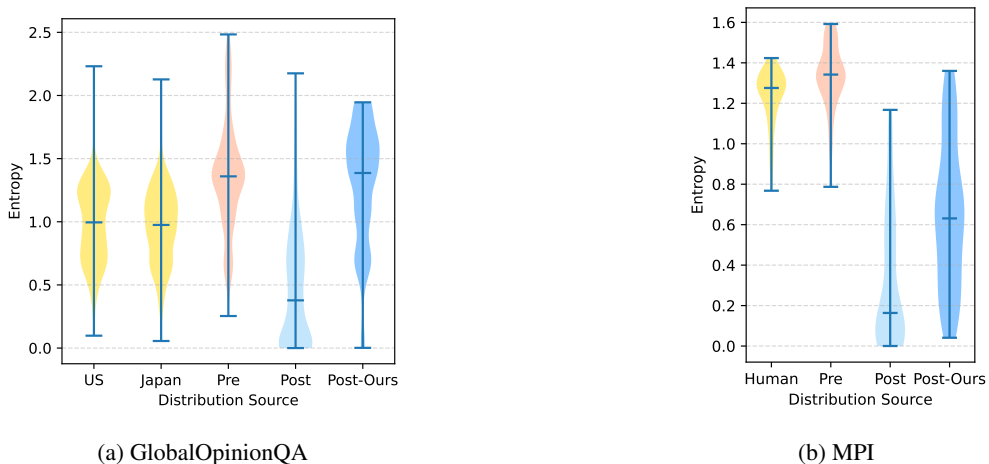 Entropy
2.5
2.0
1.5
1.0
0.5
0.0
US Japan Pre Post Post-Ours
Distribution Source
(a) GlobalOpinionQA
Entropy
1.6
1.4
1.2
1.0
0.8
0.6
0.4
0.2
0.0
Human Pre Post Post-Ours
Distribution Source
(b) MPI